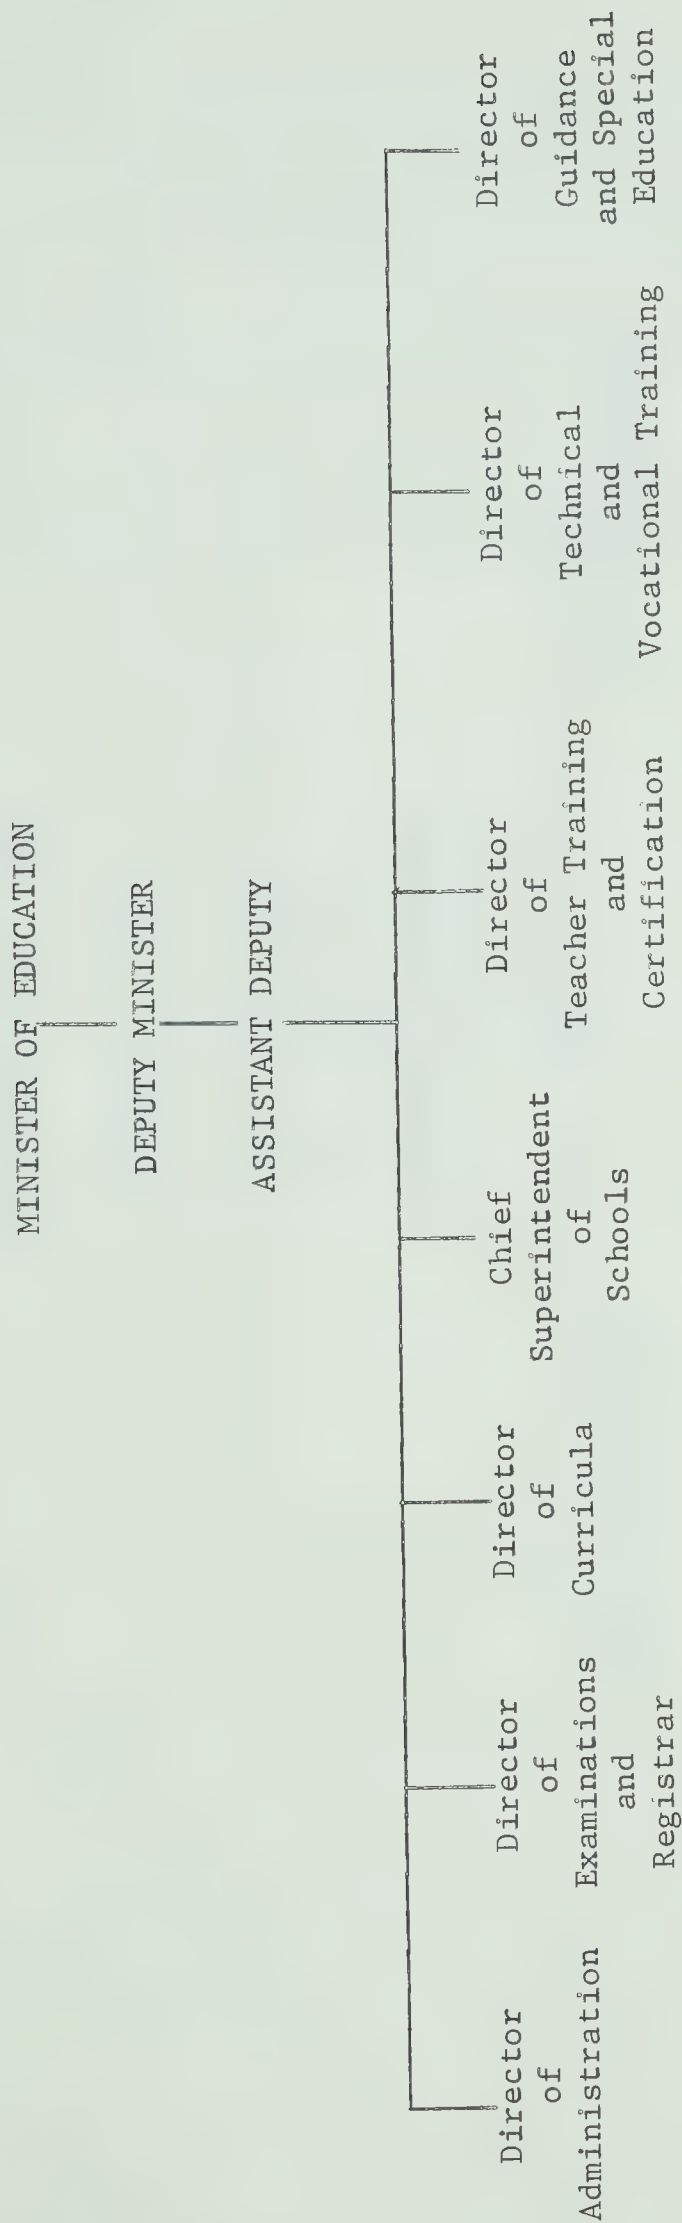 MINISTER OF EDUCATION
DEPUTY MINISTER
ASSISTANT DEPUTY
Director
of
Administration
Director
of
Examinations
and
Registrar
Director
of
Curricula
Chief
Superintendent
of
Schools
Director
of
Teacher Training
and
Certification
Director
of
Technical
and
Vocational Training
Director
of
Guidance
and Special
Education